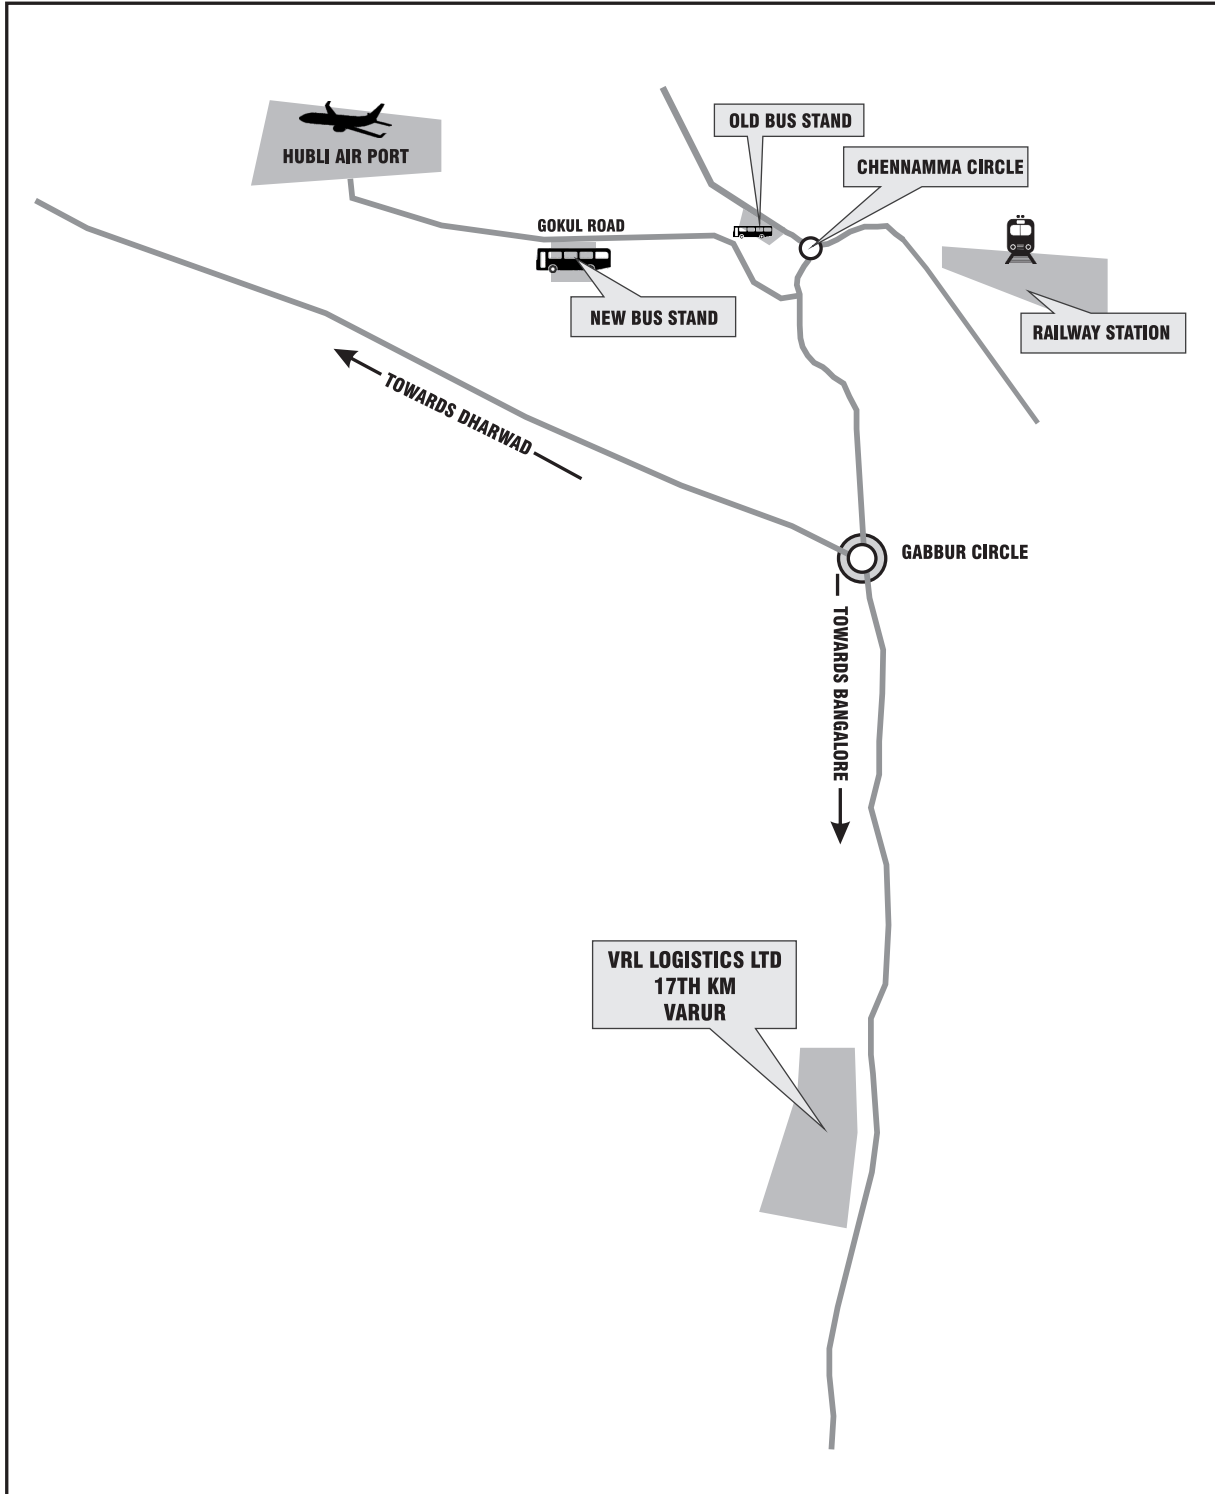 OLD BUS STAND
HUBLI AIR PORT
CHENNAMMA CIRCLE
GOKUL ROAD
NEW BUS STAND
RAILWAY STATION
TOWARDS DHARWAD
GABBUR CIRCLE
TOWARDS BANGALORE
VRL LOGISTICS LTD
17TH KM
VARUR